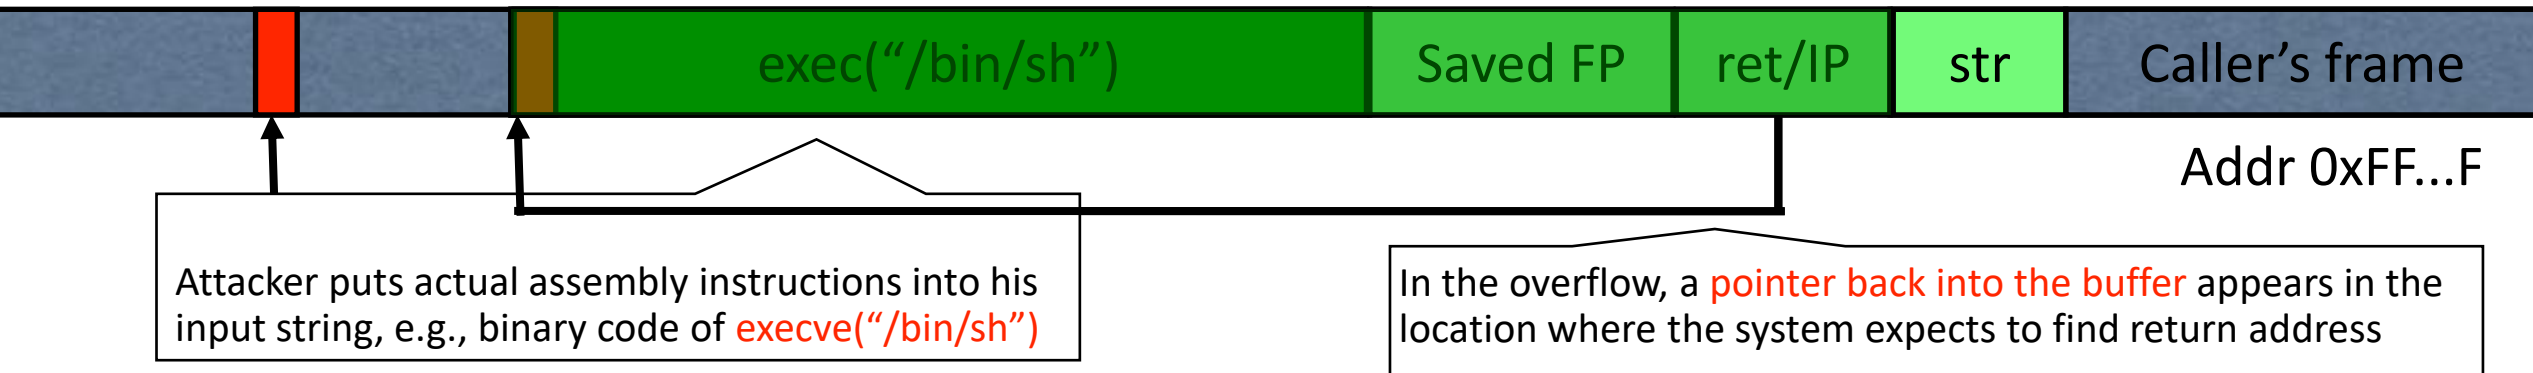 exec(“/bin/sh”) Saved FP ret/IP str Caller’s frame
Addr 0xFF...F
Attacker puts actual assembly instructions into his
input string, e.g., binary code of execve(“/bin/sh”)
In the overflow, a pointer back into the buffer appears in the
location where the system expects to find return address